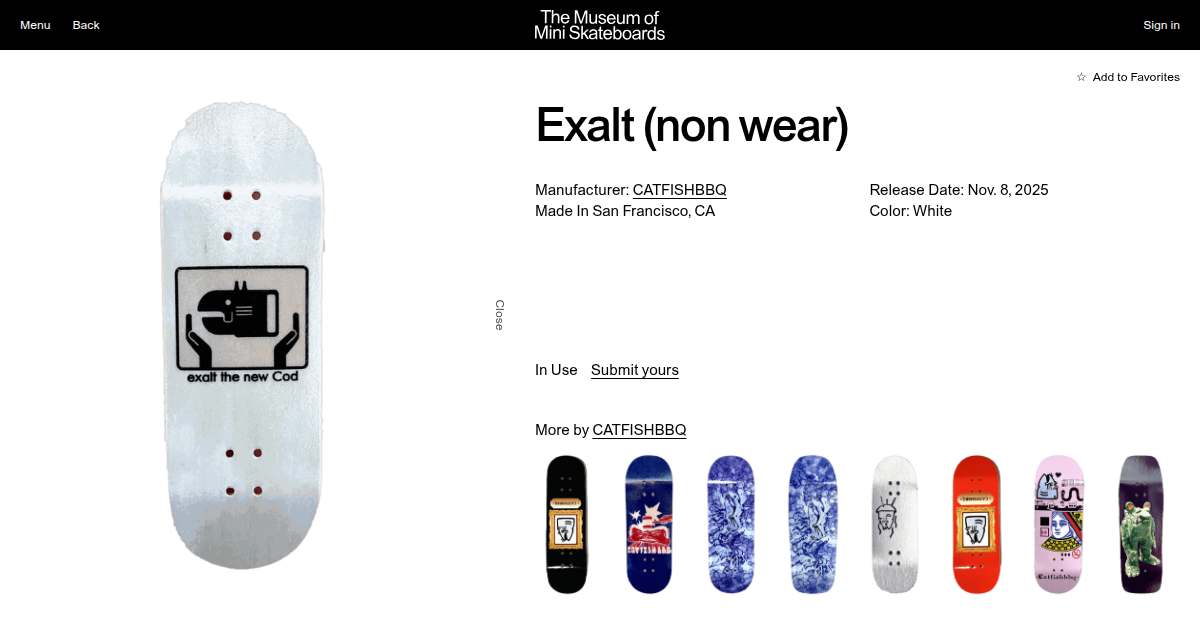 Menu
Back
The Museum of
Mini Skateboards
Sign in
☆ Add to Favorites
Exalt (non wear)
Manufacturer: CATFISHBBQ
Made In San Francisco, CA
Release Date: Nov. 8, 2025
Color: White
exalt the new Cod
Close
In Use
Submit yours
More by CATFISHBBQ
Catfishbbq